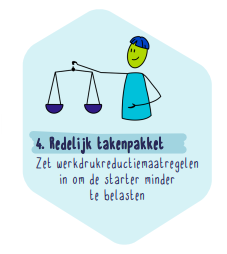 4. Redelijk takenpakket
Zet werkdrukreductiemaatregelen
in om de starter minder
te belasten